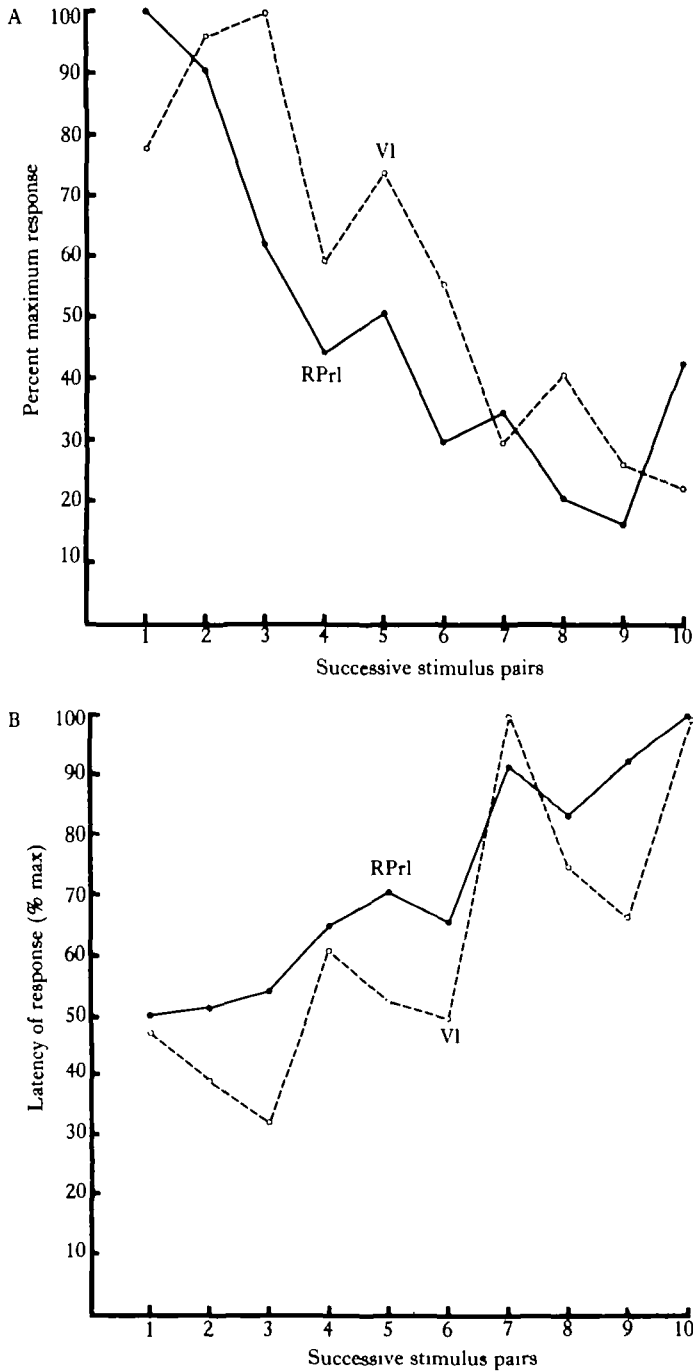 A
100
90
80
70
60
50
40
30
20
10
Percent maximum response
Vl
RPrl
1 2 3 4 5 6 7 8 9 10
Successive stimulus pairs
B
100
90
80
70
60
50
40
30
20
10
Latency of response (% max)
RPrl
Vl
1 2 3 4 5 6 7 8 9 10
Successive stimulus pairs